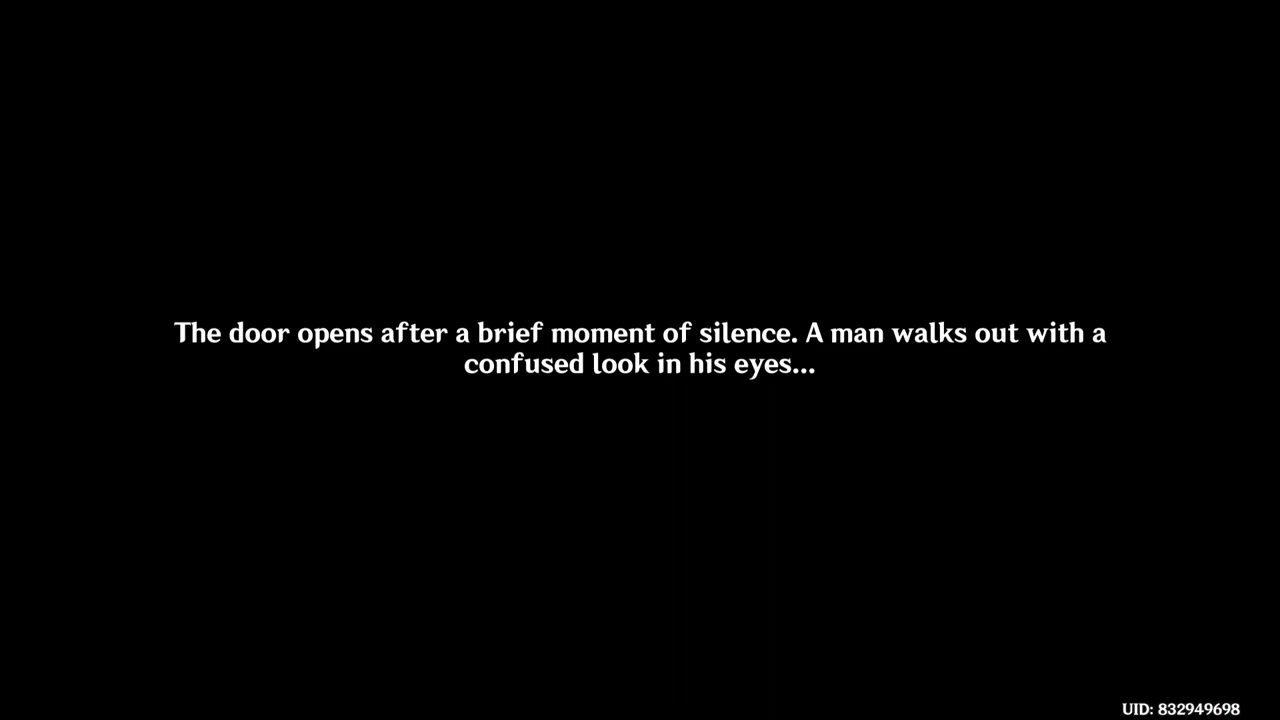 The door opens after a brief moment of silence. A man walks out with a
confused look in his eyes...
UID: 832949698